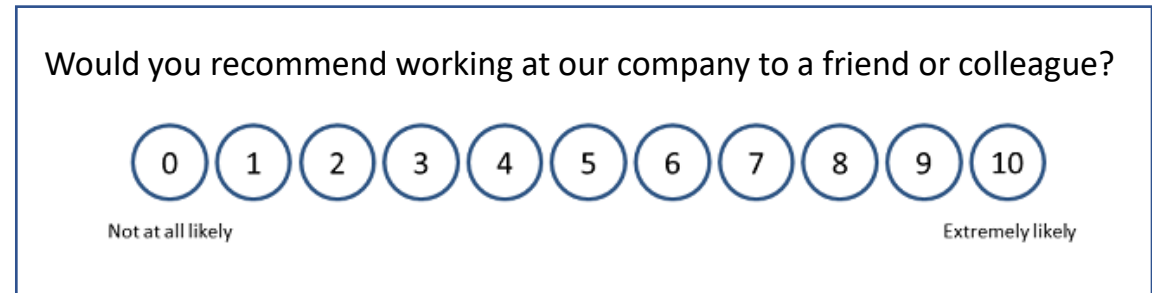 Would you recommend working at our company to a friend or colleague?
0 1 2 3 4 5 6 7 8 9 10
Not at all likely Extremely likely